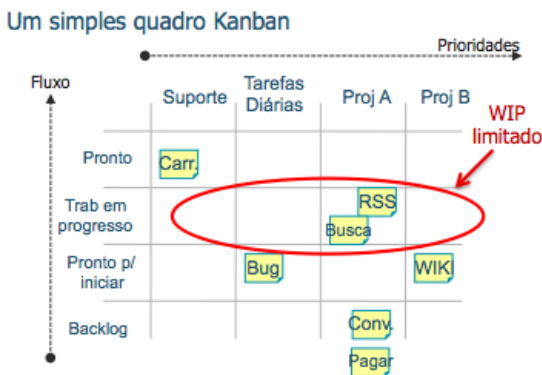 Um simples quadro Kanban
Prioridades
Fluxo
Suporte
Tarefas
Diárias
Proj A
Proj B
WIP
limitado
Pronto
Carr.
Trab em
progresso
RSS
Busca
Pronto p/
iniciar
Bug
WIKI
Backlog
Conv.
Pagar